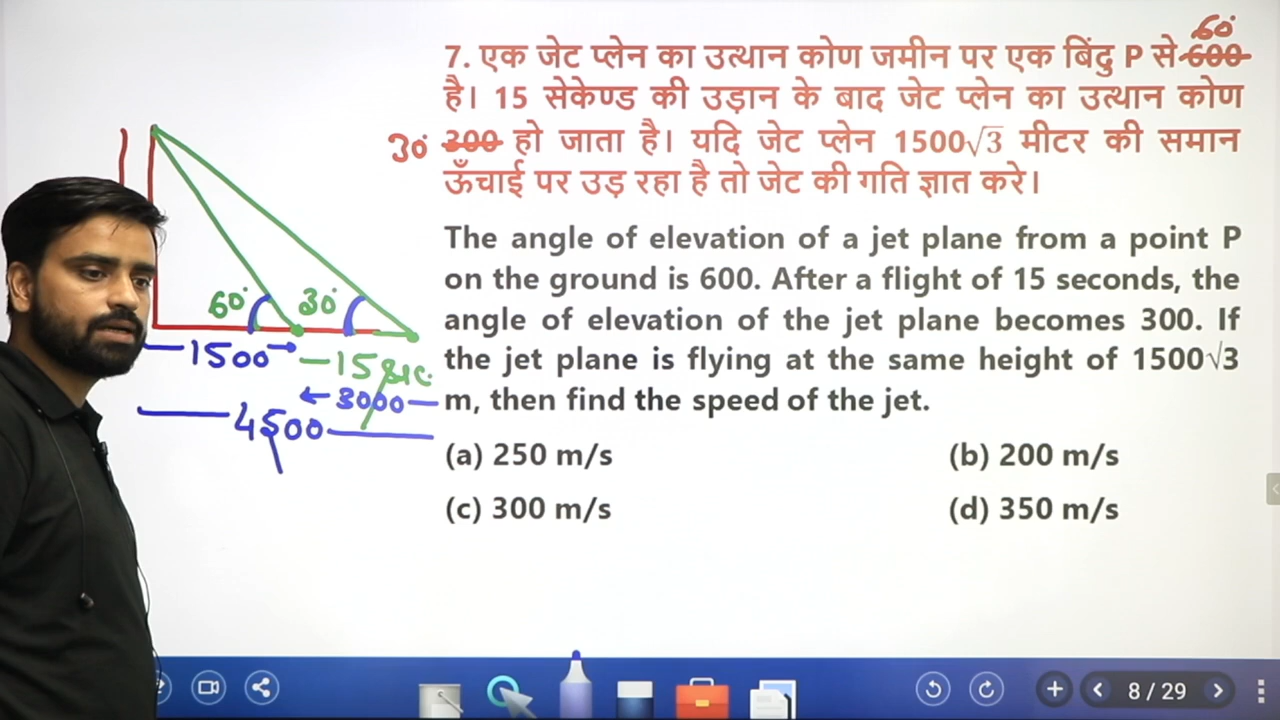 60°
7. एक जेट प्लेन का उत्थान कोण जमीन पर एक बिंदु P से 600
है। 15 सेकेण्ड की उड़ान के बाद जेट प्लेन का उत्थान कोण
30° 300 हो जाता है। यदि जेट प्लेन 1500√3 मीटर की समान
ऊँचाई पर उड़ रहा है तो जेट की गति ज्ञात करे।
The angle of elevation of a jet plane from a point P
on the ground is 600. After a flight of 15 seconds, the
angle of elevation of the jet plane becomes 300. If
the jet plane is flying at the same height of 1500√3
m, then find the speed of the jet.
(a) 250 m/s (b) 200 m/s
(c) 300 m/s (d) 350 m/s
60° 30°
1500
15 sec.
3000
4500
8 / 29